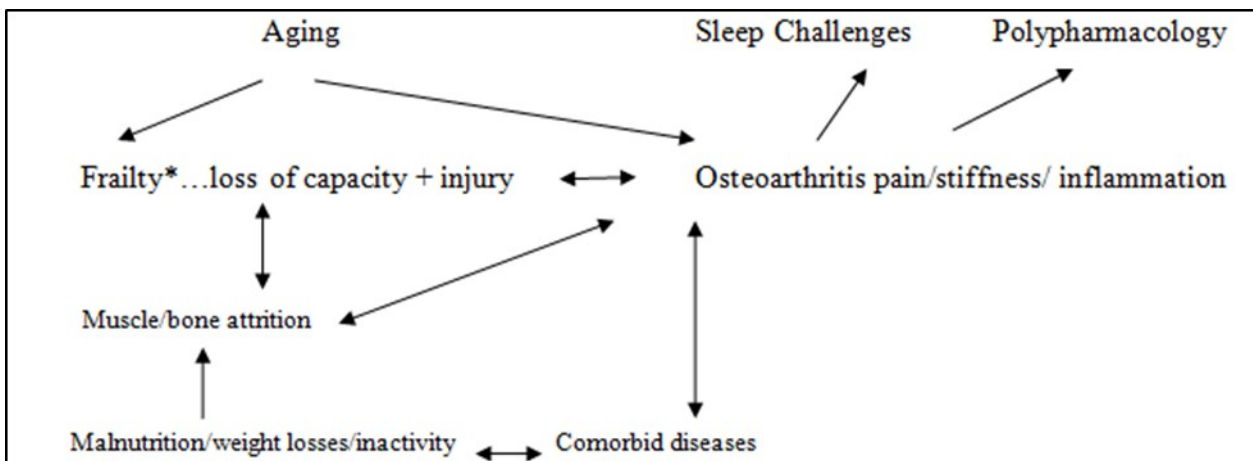 Aging Sleep Challenges Polypharmacology
Frailty*…loss of capacity + injury Osteoarthritis pain/stiffness/ inflammation
Muscle/bone attrition
Malnutrition/weight losses/inactivity Comorbid diseases